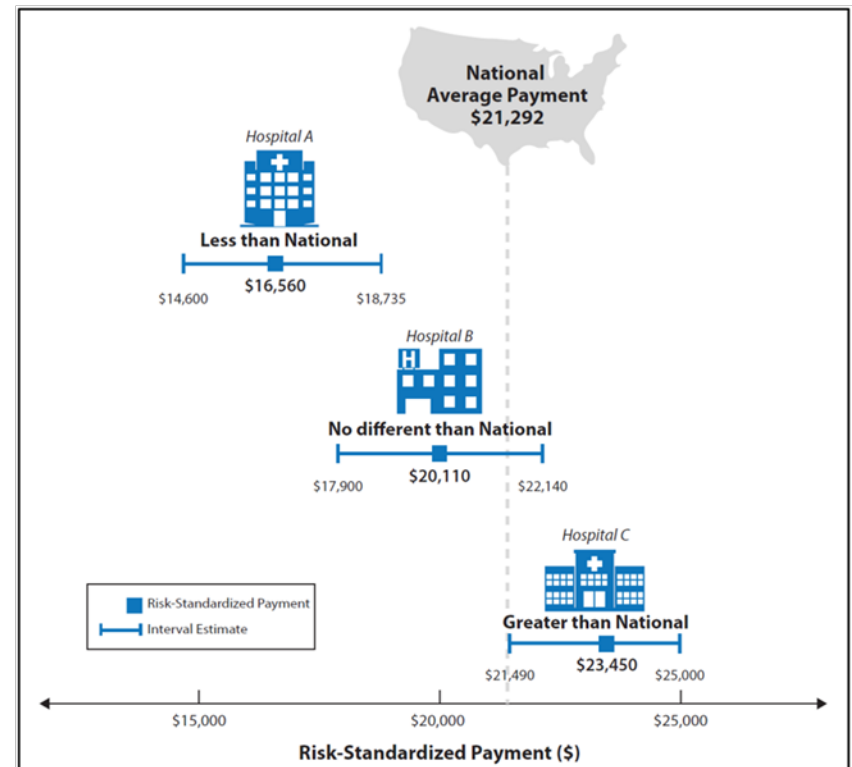 National
Average Payment
$21,292
Hospital A
Less than National
$16,560
$14,600
$18,735
Hospital B
H
No different than National
$20,110
$17,900
$22,140
Hospital C
Greater than National
$23,450
$21,490
$25,000
Risk-Standardized Payment
Interval Estimate
$15,000
$20,000
$25,000
Risk-Standardized Payment ($)